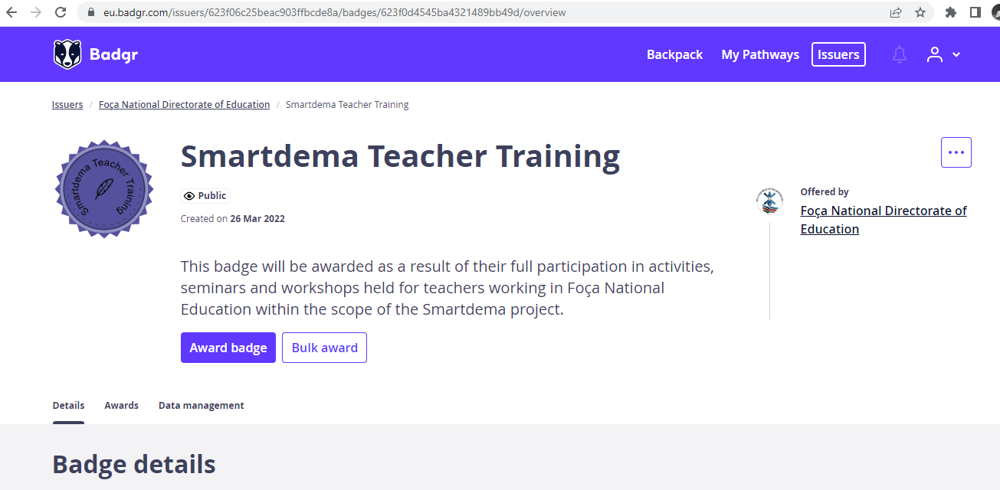 eu.badgr.com/issuers/623f06c25beac903ffbcde8a/badges/623f0d4545ba4321489bb49d/overview
Badgr
Backpack
My Pathways
Issuers
Issuers / Foça National Directorate of Education / Smartdema Teacher Training
Smartdema Teacher Training
Smartdema Teacher Training
Public
Created on 26 Mar 2022
Offered by
Foça National Directorate of
Education
This badge will be awarded as a result of their full participation in activities,
seminars and workshops held for teachers working in Foça National
Education within the scope of the Smartdema project.
Award badge
Bulk award
Details
Awards
Data management
Badge details